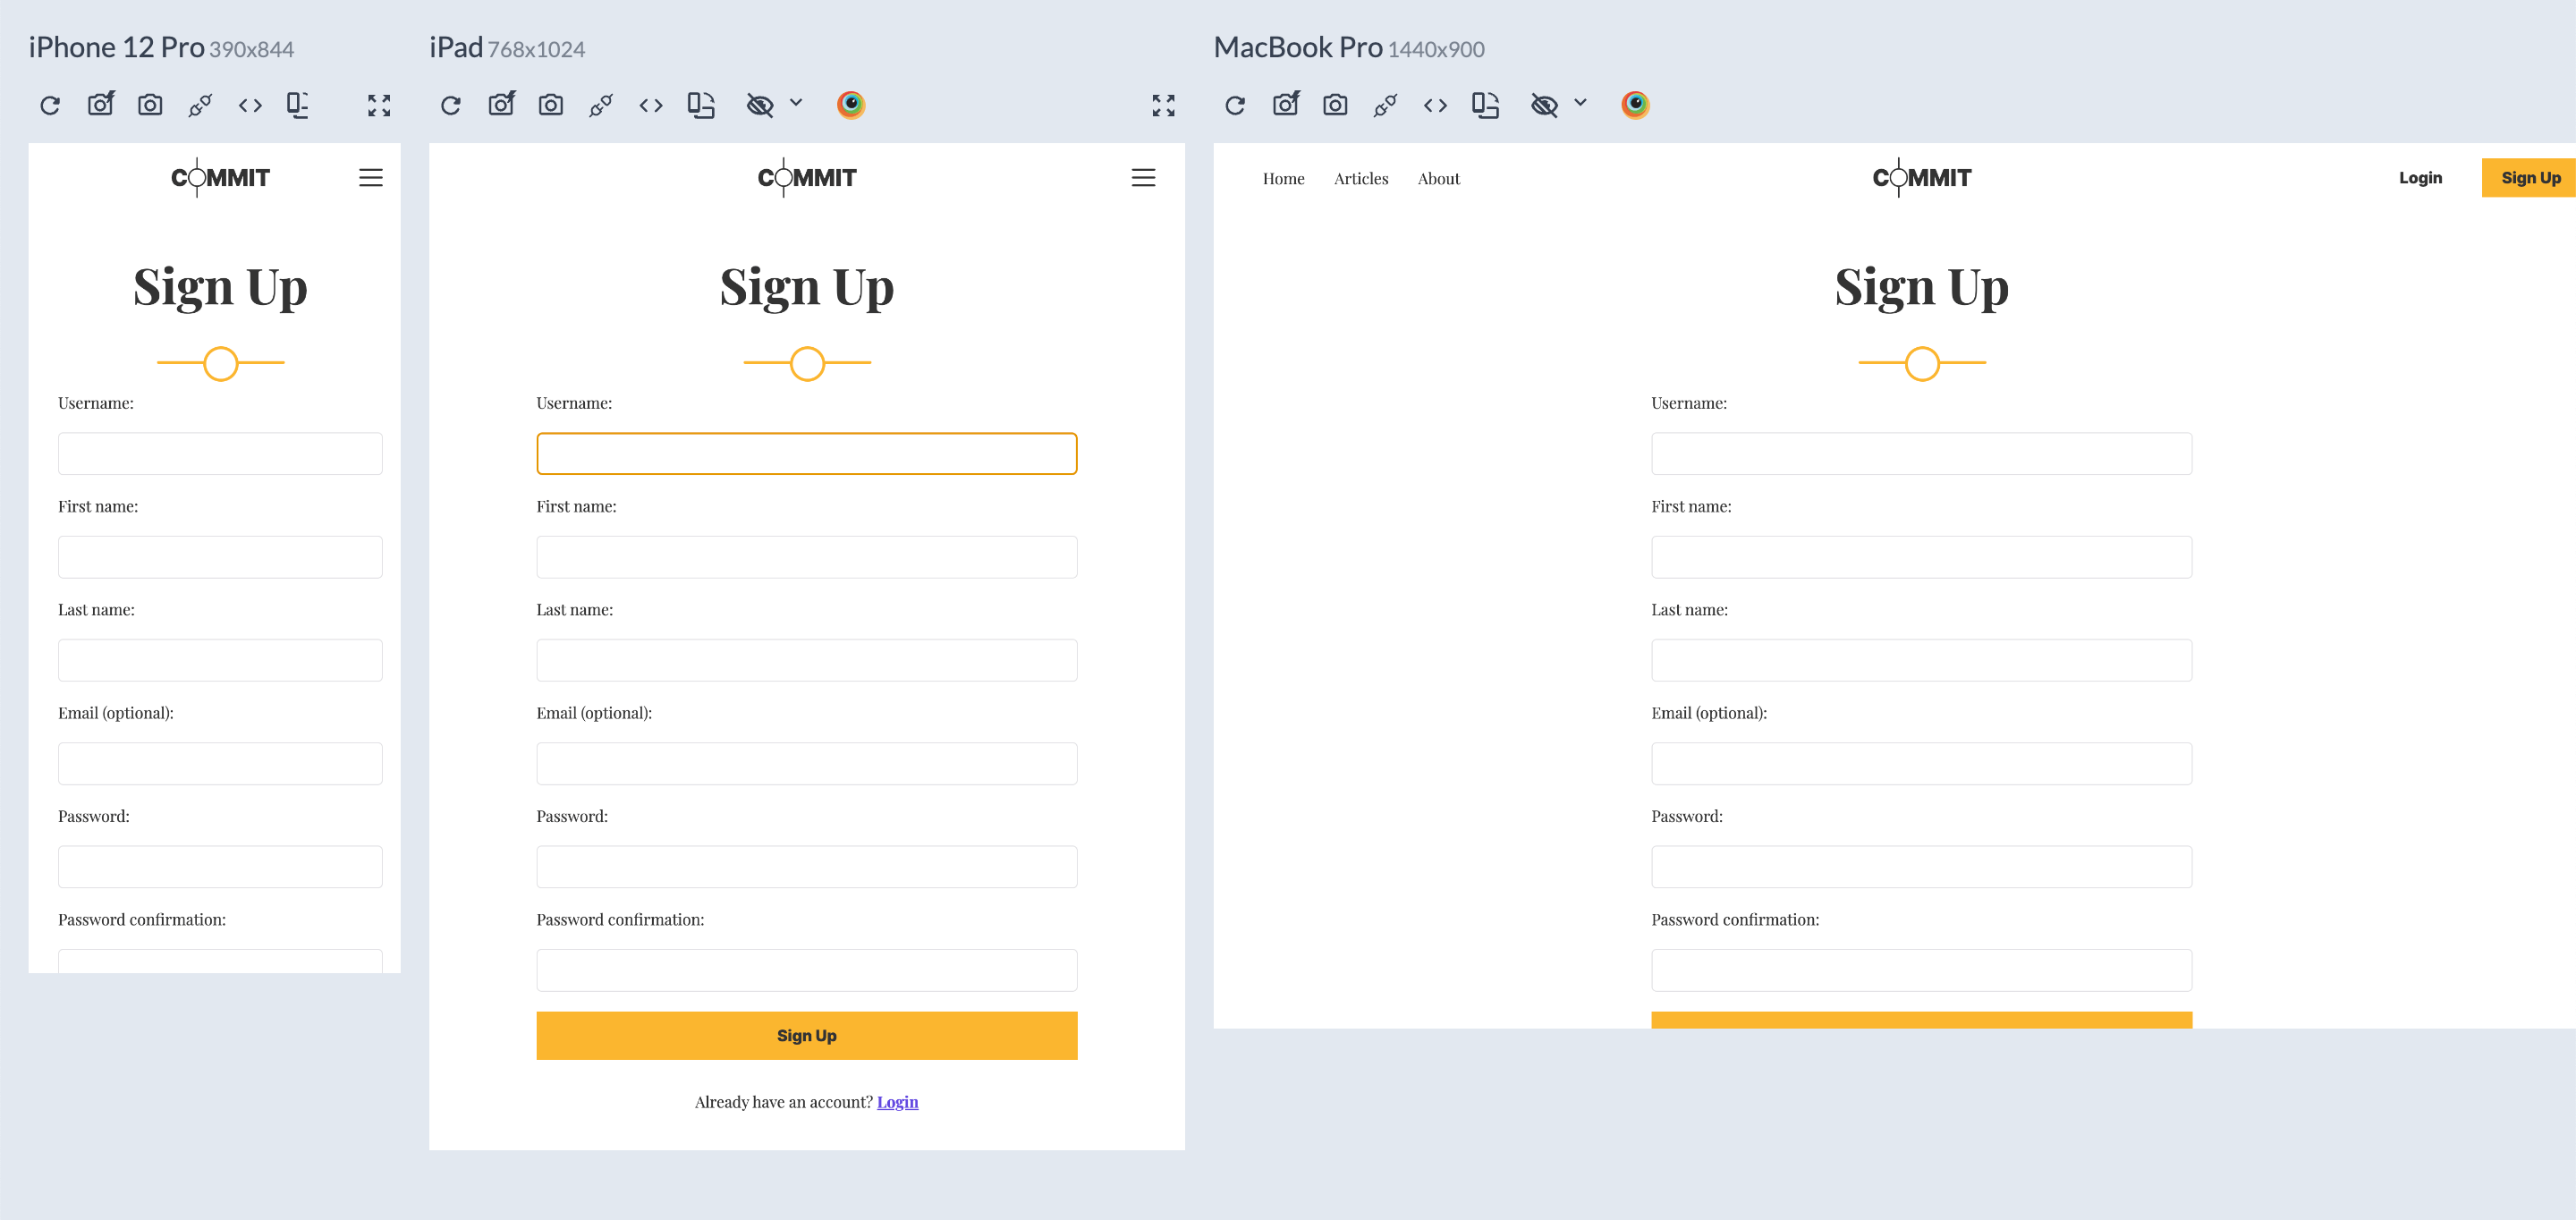 iPhone 12 Pro 390x844
COMMIT
Sign Up
Username:
First name:
Last name:
Email (optional):
Password:
Password confirmation:
iPad 768x1024
COMMIT
Sign Up
Username:
First name:
Last name:
Email (optional):
Password:
Password confirmation:
Sign Up
Already have an account? Login
MacBook Pro 1440x900
Home Articles About
COMMIT
Login
Sign Up
Sign Up
Username:
First name:
Last name:
Email (optional):
Password:
Password confirmation: